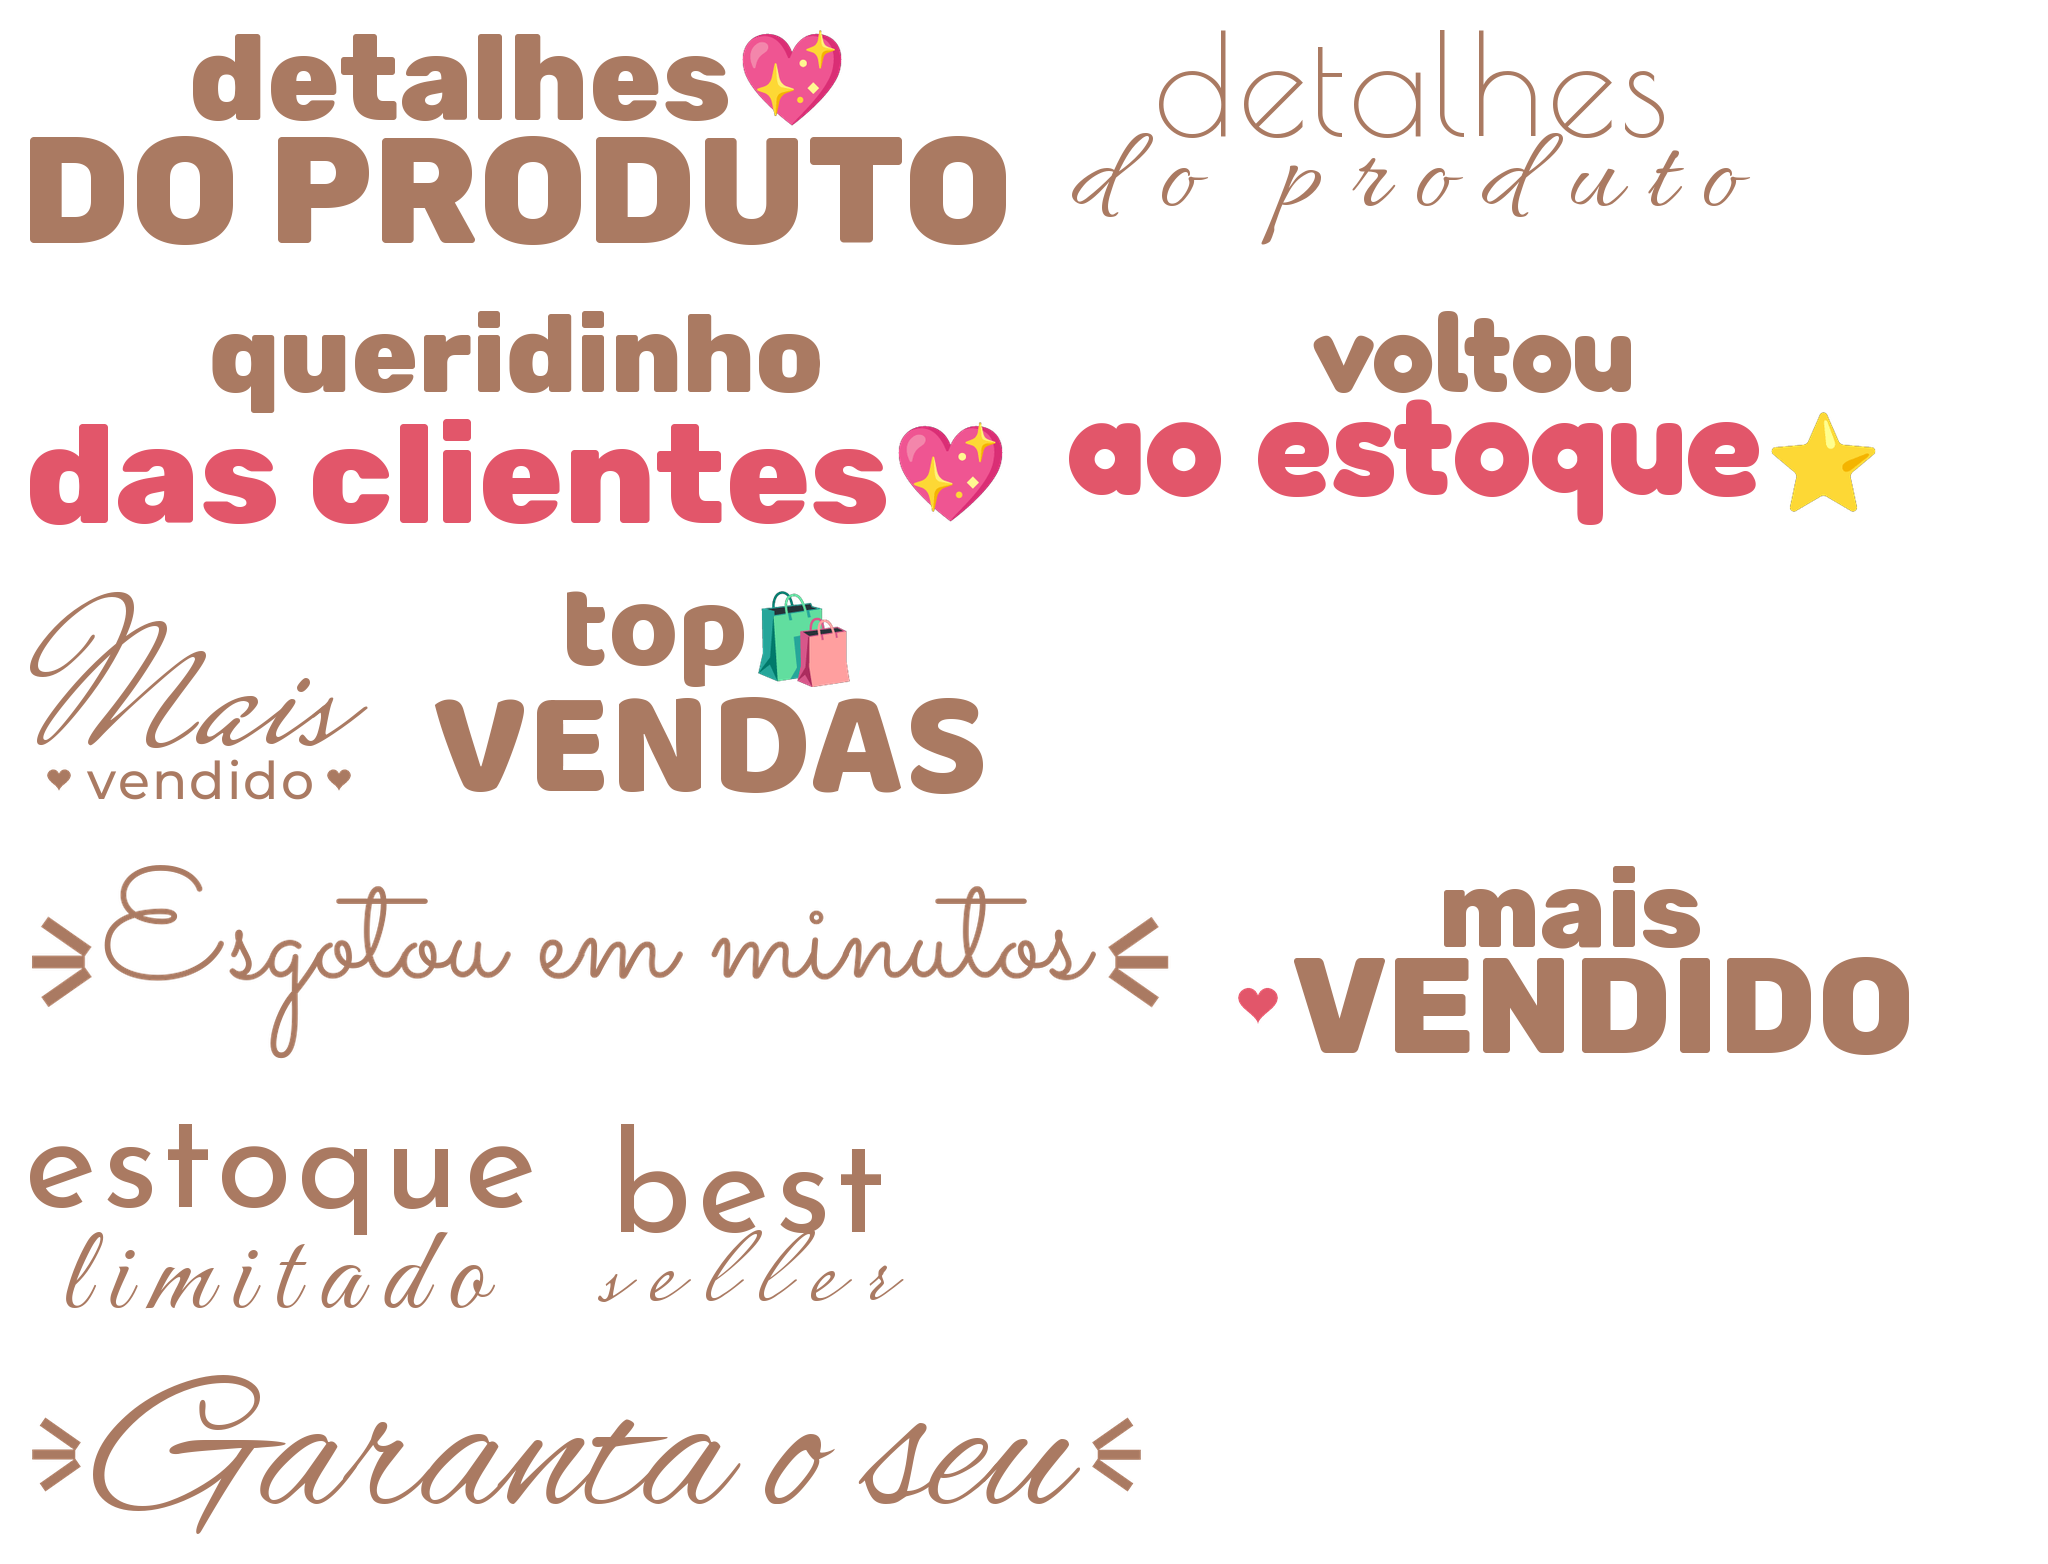 detalhes💖
DO PRODUTO
detalhes
do produto
queridinho
das clientes💖
voltou
ao estoque⭐
Mais
♥ vendido ♥
top🛍️
VENDAS
Esgotou em minutos
mais
♥VENDIDO
estoque
limitado
best
seller
Garanta o seu